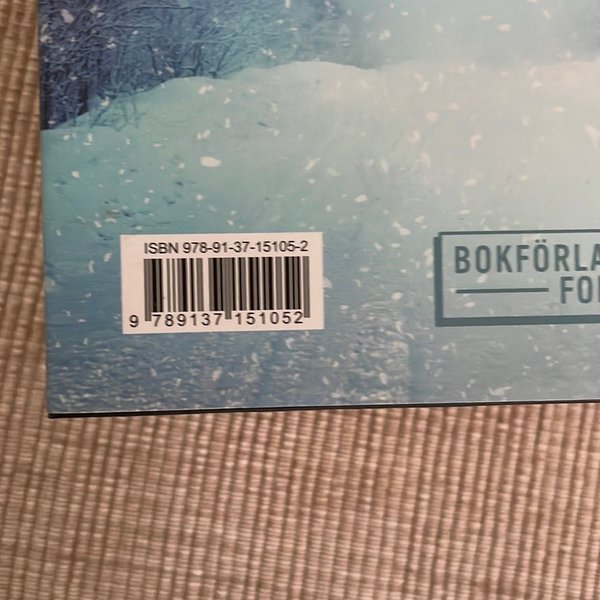 ISBN 978-91-37-15105-2
9 789137 151052
BOKFÖRLA
FO